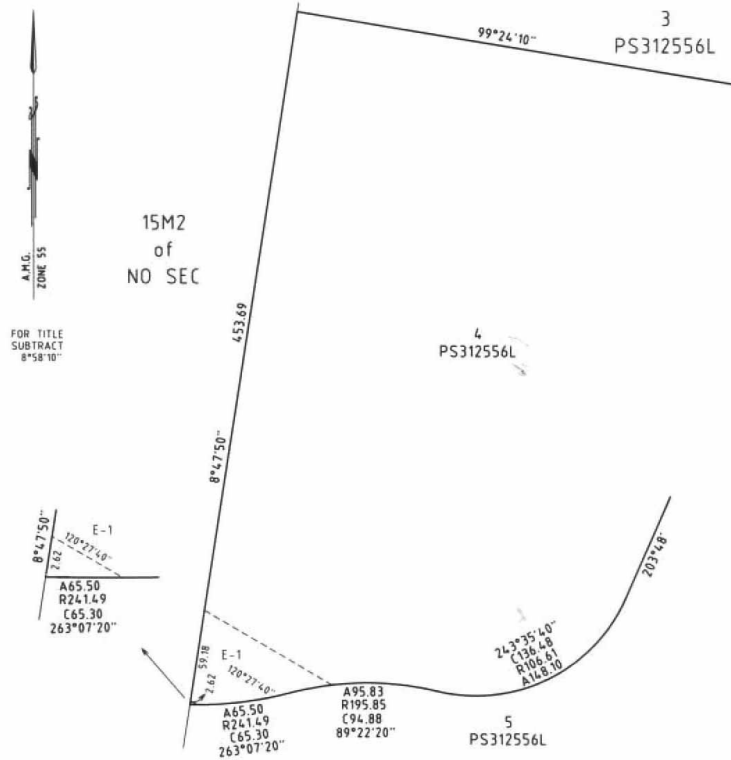 3
PS312556L
99°24'10"
A.M.G.
ZONE 55
15M2
of
NO SEC
FOR TITLE
SUBTRACT
8°58'10"
453.69
4
PS312556L
8°47'50"
8°47'50"
E-1
120°27'40"
2.62
A65.50
R241.49
C65.30
263°07'20"
203°48'
243°35'40"
C136.48
R106.61
A148.10
59.18
E-1
120°27'40"
2.62
A65.50
R241.49
C65.30
263°07'20"
A95.83
R195.85
C94.88
89°22'20"
5
PS312556L